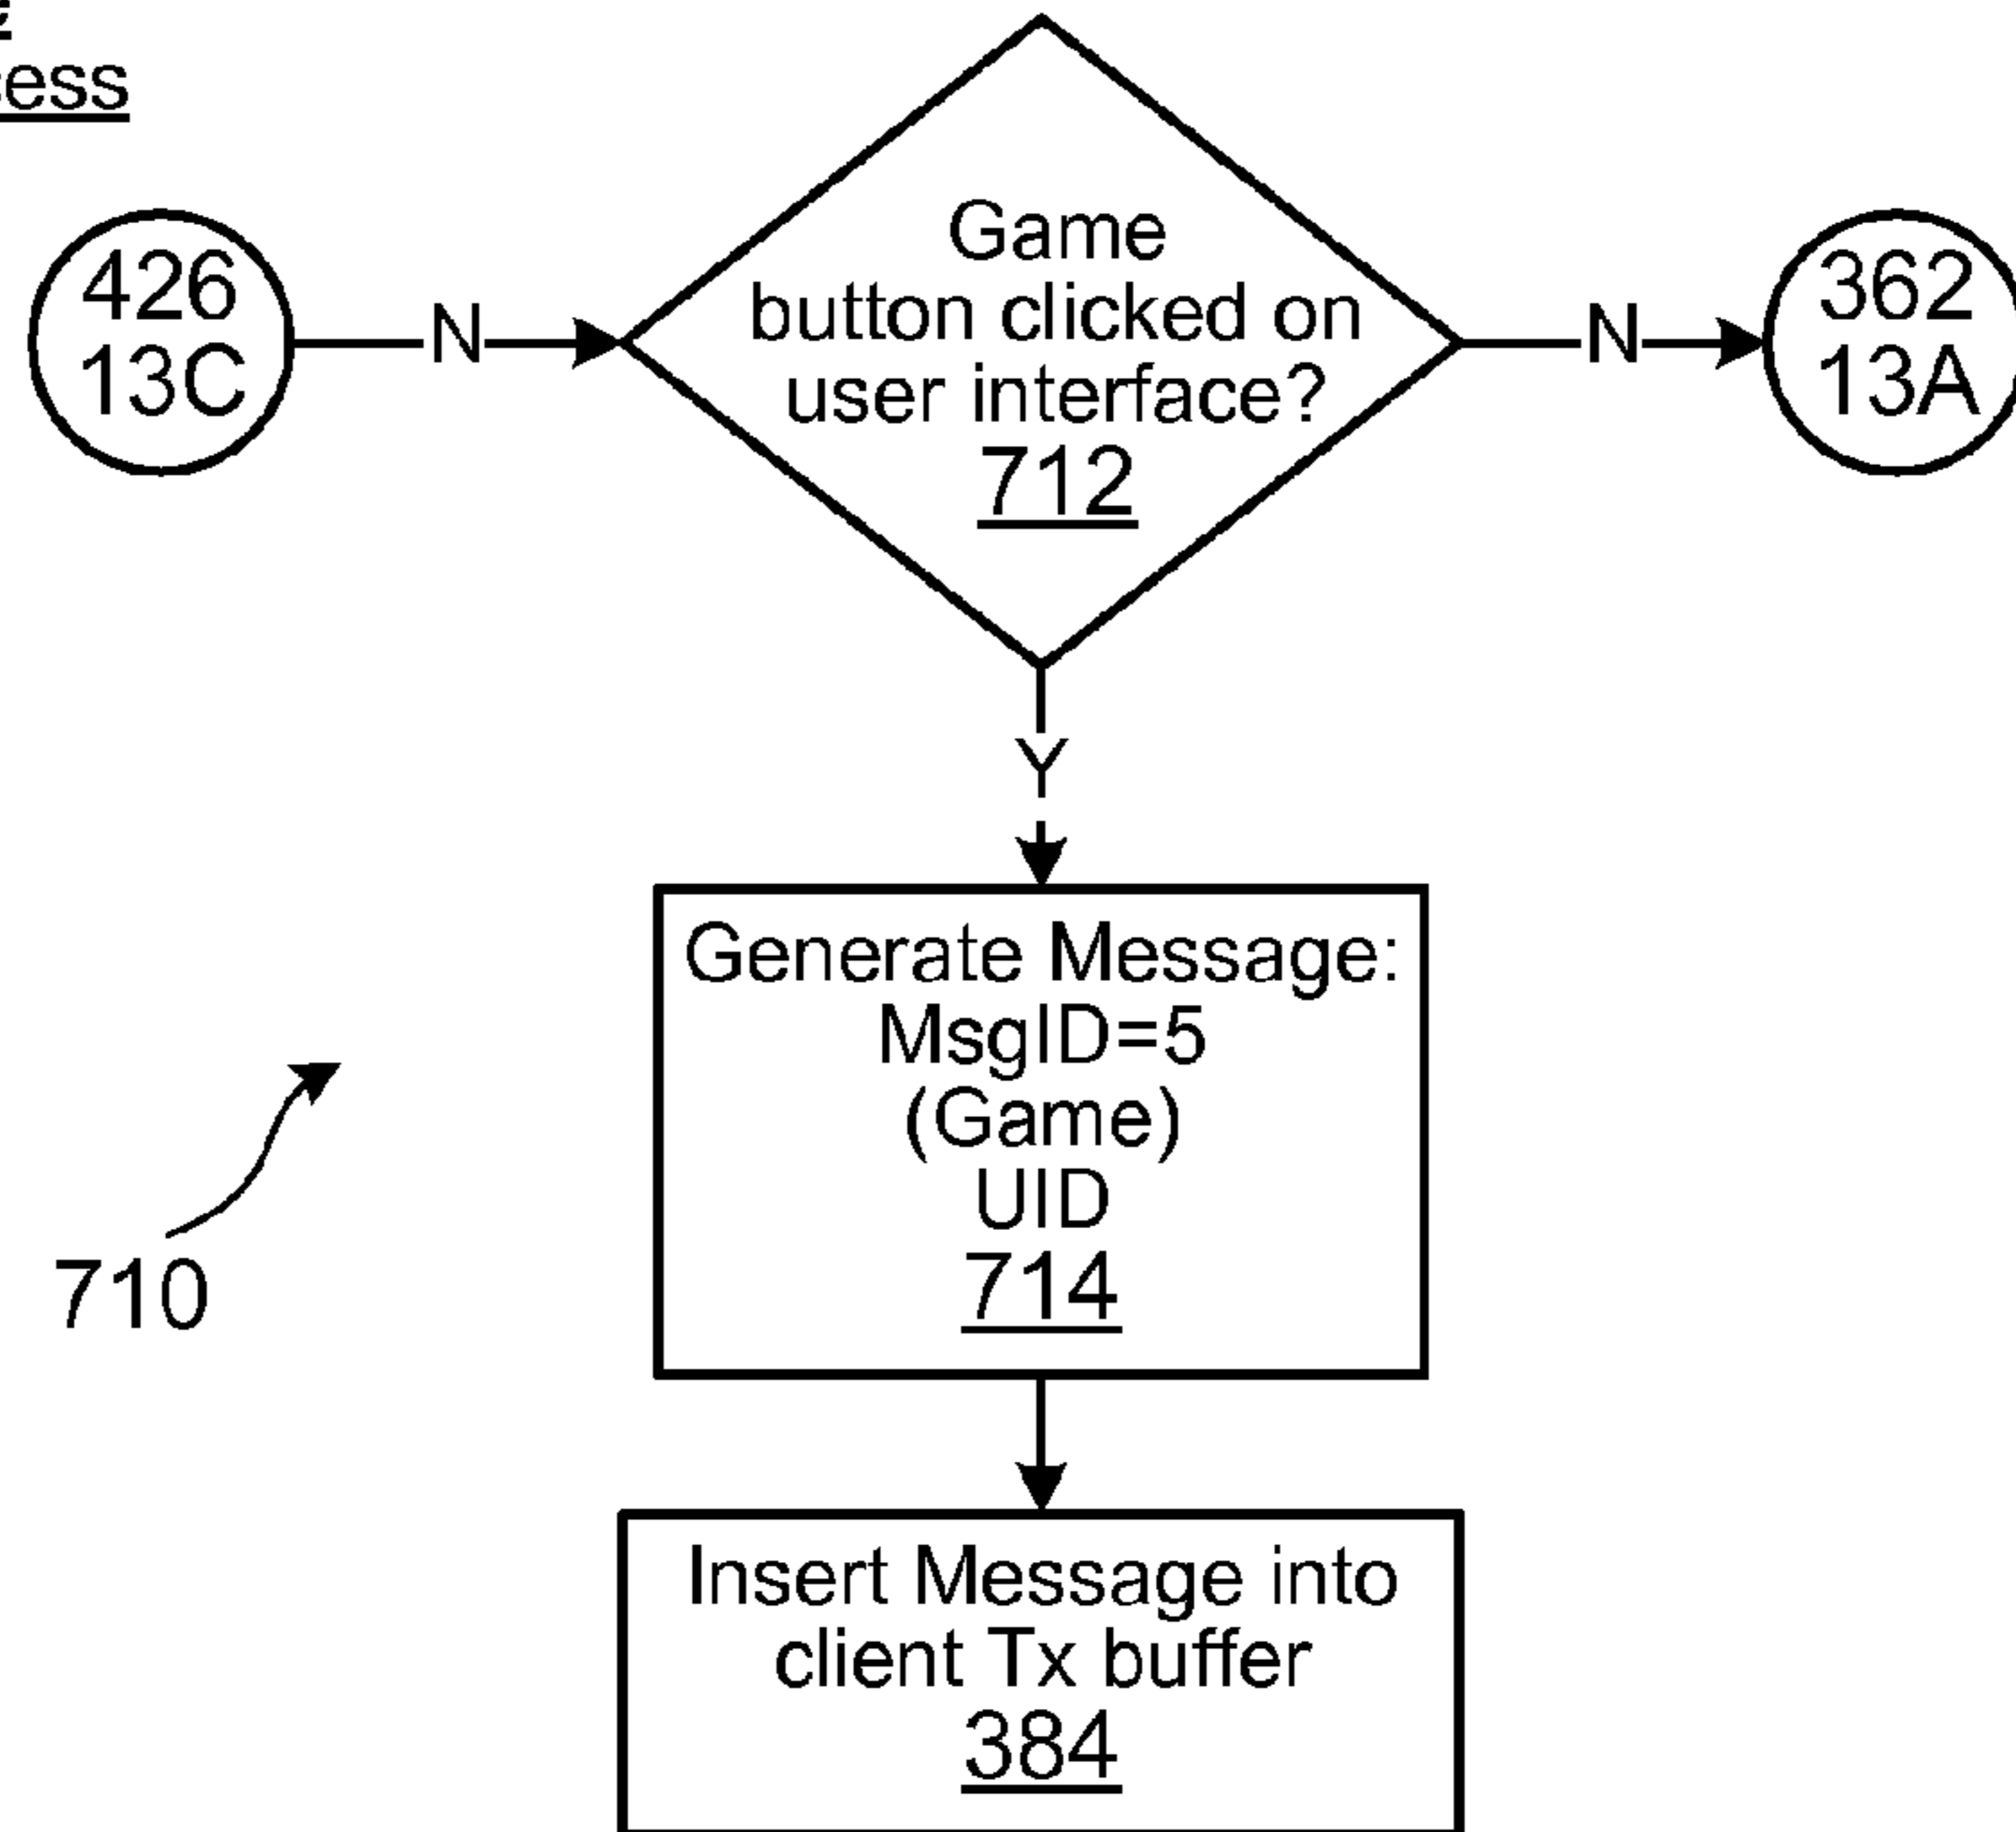 426
13C
N
Game
button clicked on
user interface?
712
N
362
13A
Y
Generate Message:
MsgID=5
(Game)
UID
714
710
Insert Message into
client Tx buffer
384